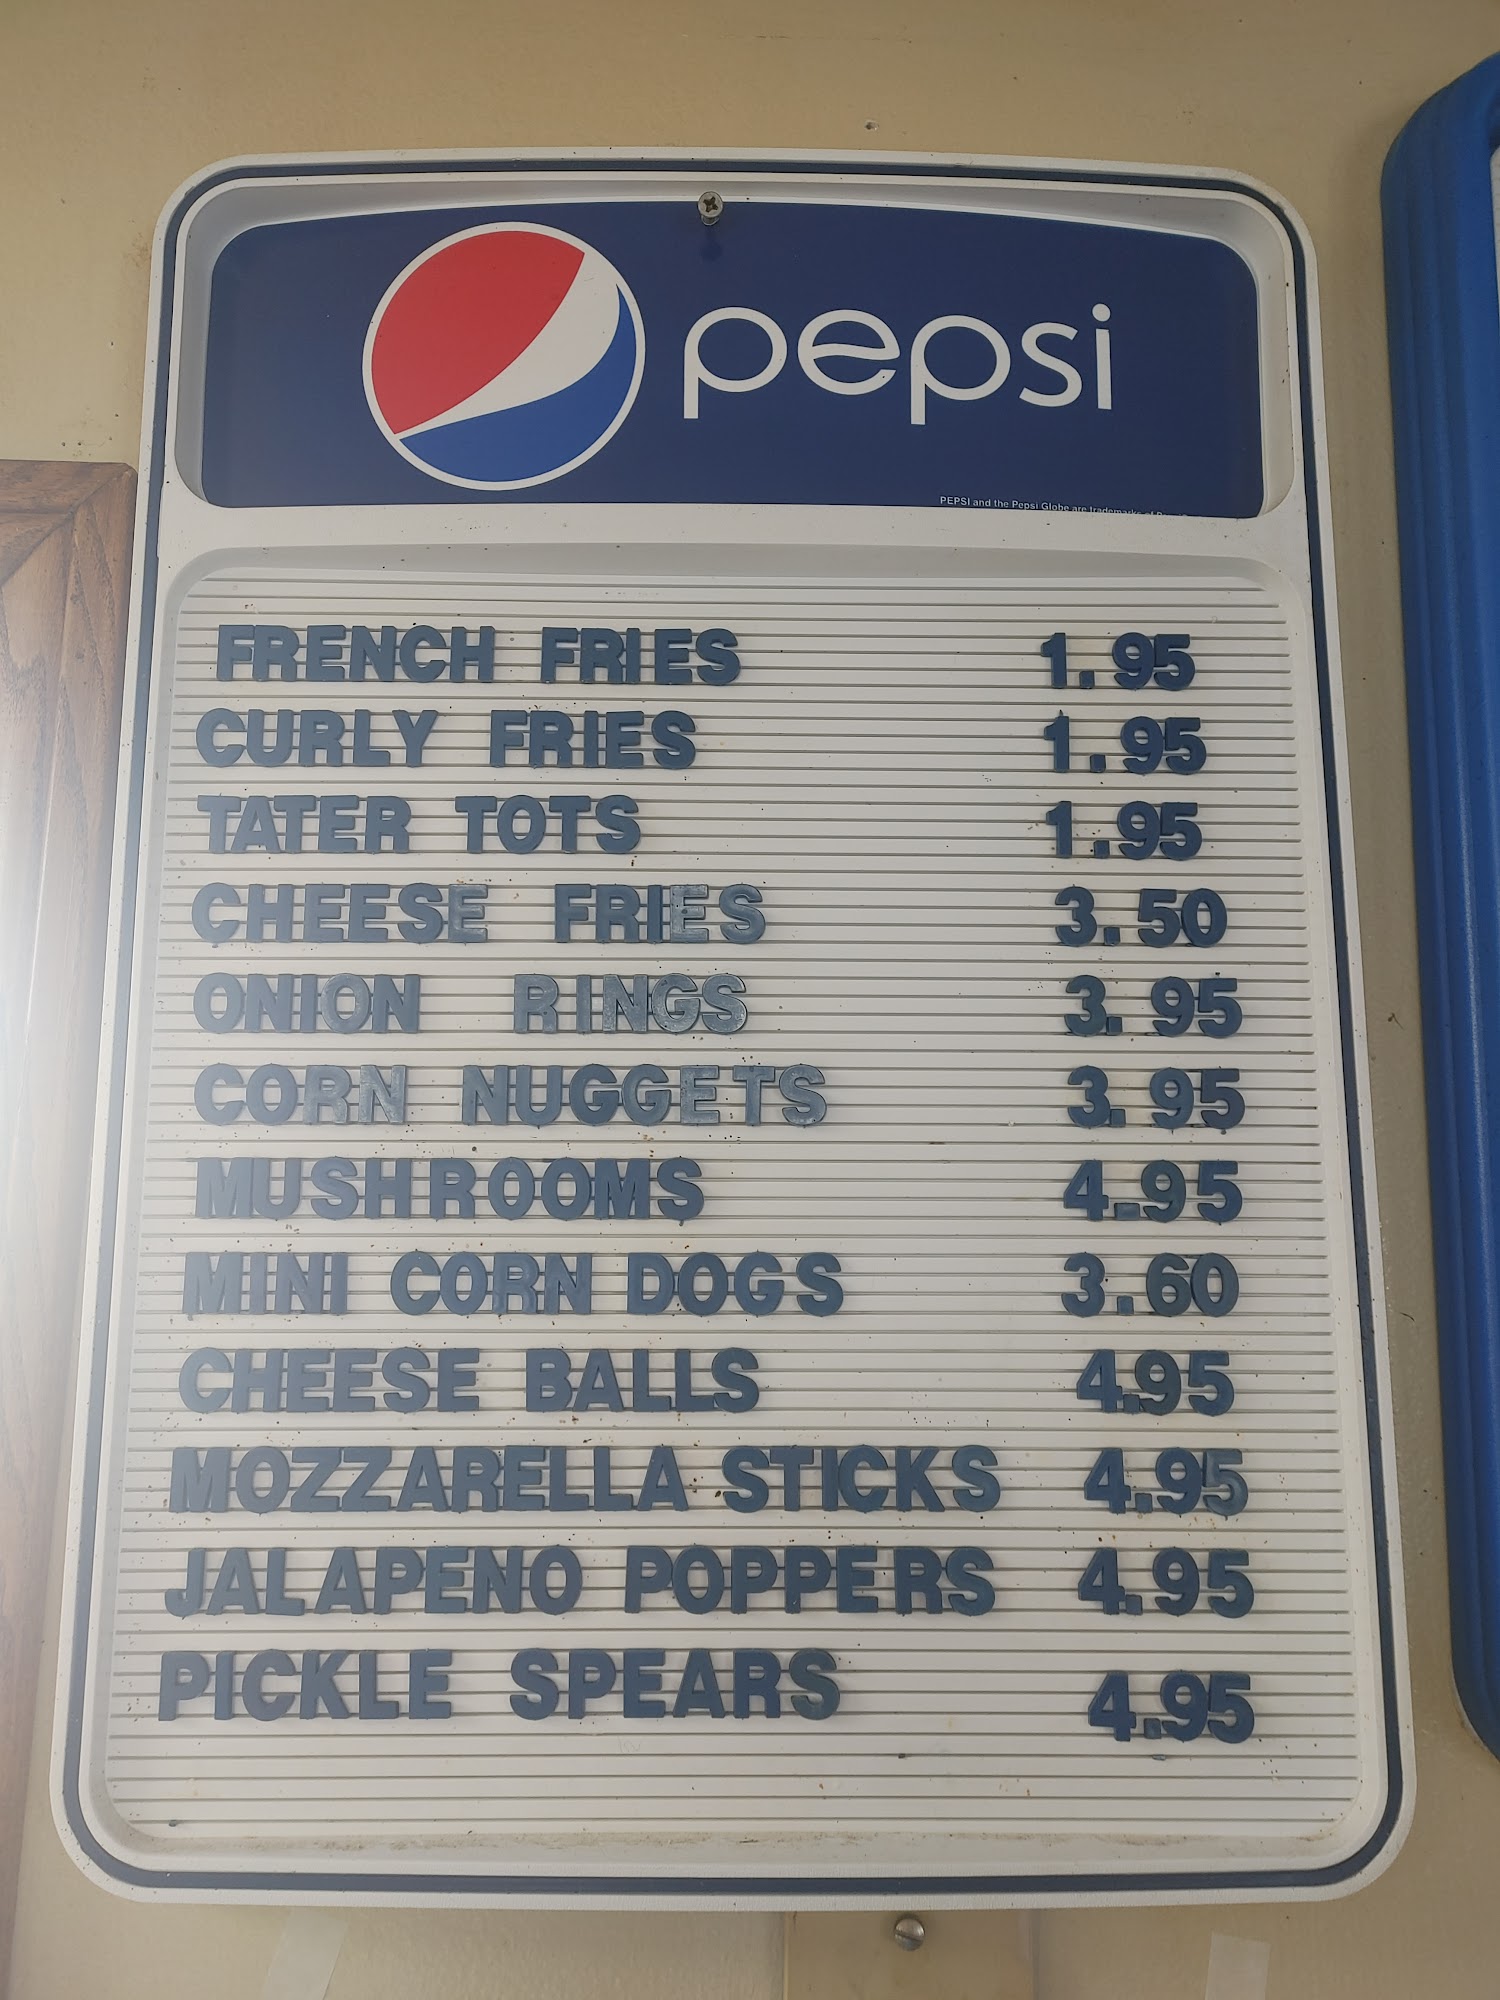 pepsi
PEPSI and the Pepsi Globe are trademarks of
FRENCH FRIES 1.95
CURLY FRIES 1.95
TATER TOTS 1.95
CHEESE FRIES 3.50
ONION RINGS 3.95
CORN NUGGETS 3.95
MUSHROOMS 4.95
MINI CORN DOGS 3.60
CHEESE BALLS 4.95
MOZZARELLA STICKS 4.95
JALAPENO POPPERS 4.95
PICKLE SPEARS 4.95